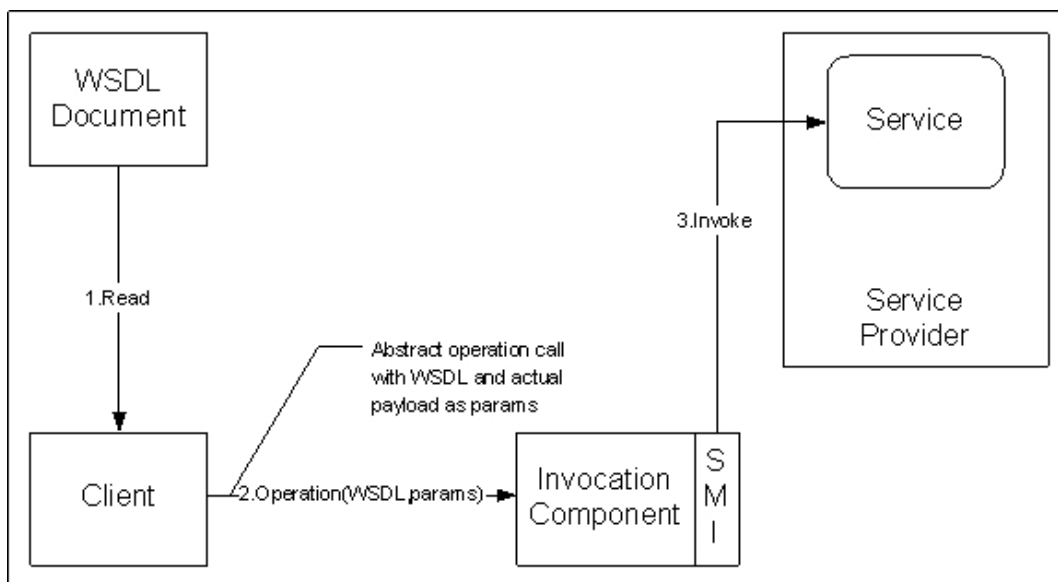 WSDL
Document
Service
3.Invoke
1.Read
Service
Provider
Abstract operation call
with WSDL and actual
payload as params
Client
2.Operation(WSDL,params)
Invocation
Component
S
M
I